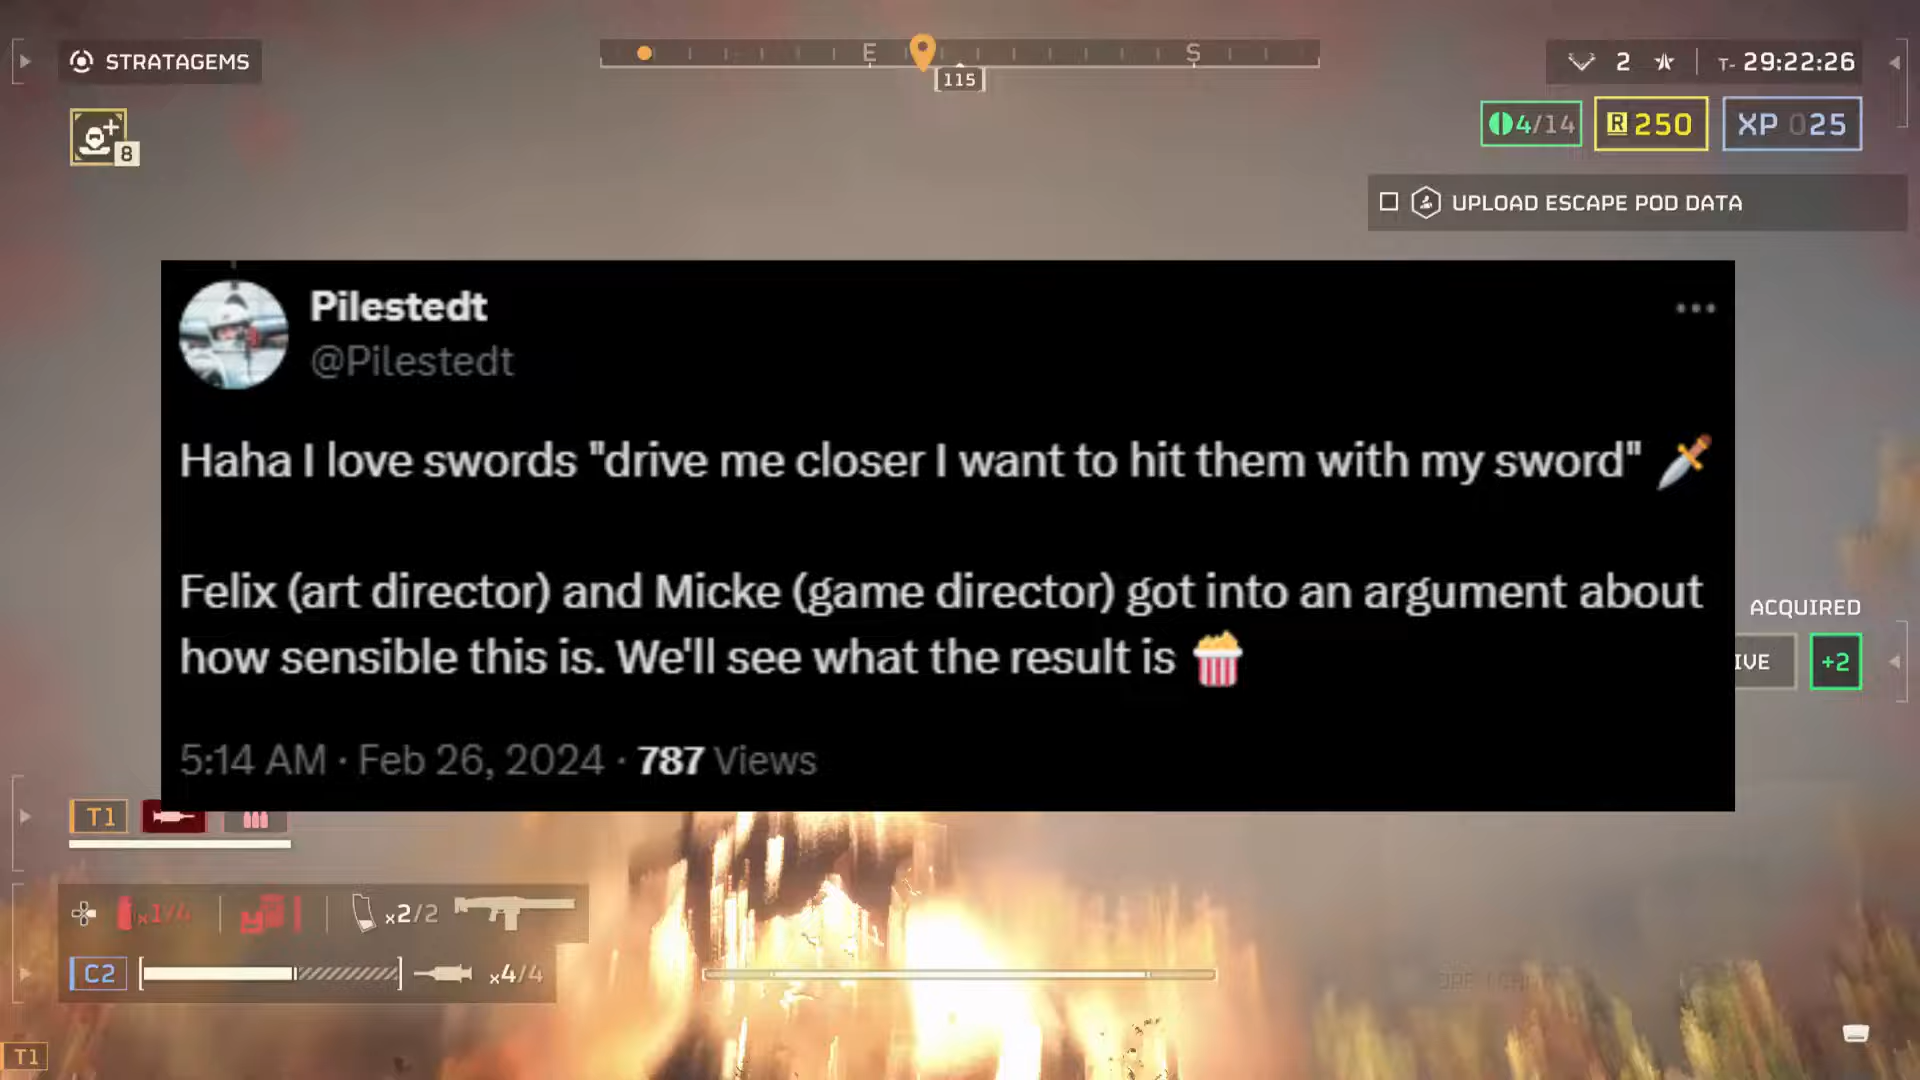 STRATAGEMS
E
S
115
2
T- 29:22:26
8
4/14
R 250
XP 025
UPLOAD ESCAPE POD DATA
Pilestedt
@Pilestedt
Haha I love swords "drive me closer I want to hit them with my sword" 🗡️
Felix (art director) and Micke (game director) got into an argument about
how sensible this is. We'll see what the result is 🍿
5:14 AM · Feb 26, 2024 · 787 Views
ACQUIRED
IVE
+2
T1
x1/4
x2/2
C2
x4/4
T1